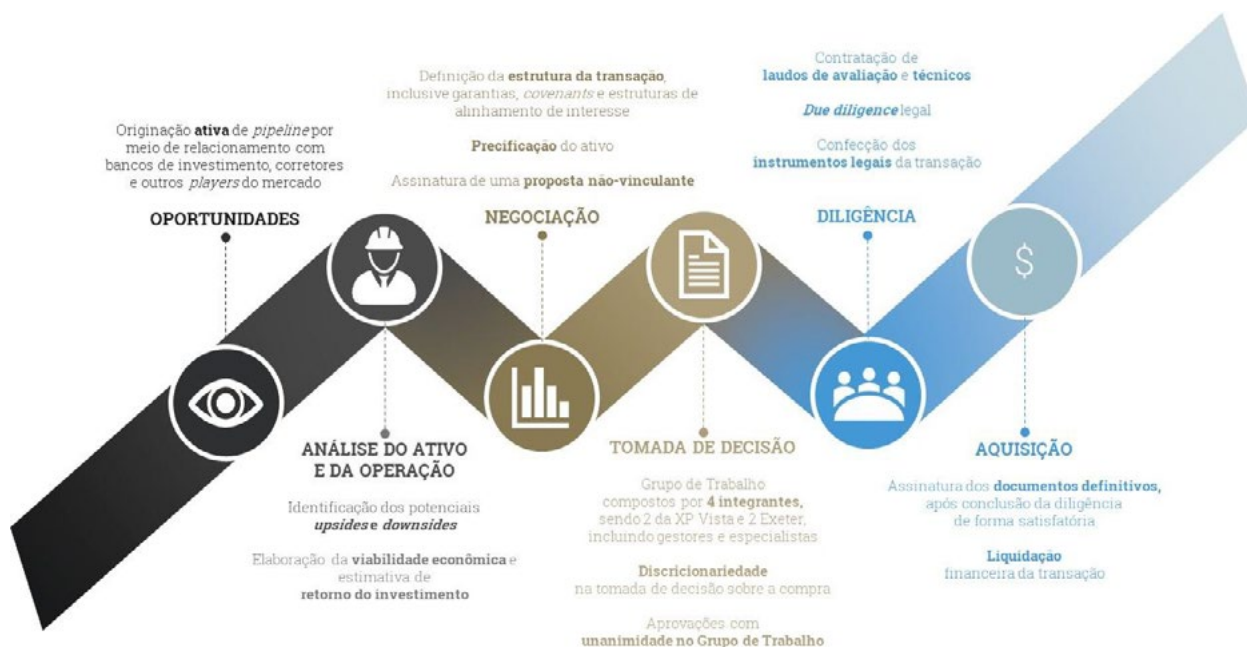 Originação ativa de pipeline por
meio de relacionamento com
bancos de investimento, corretores
e outros players do mercado
OPORTUNIDADES
ANÁLISE DO ATIVO
E DA OPERAÇÃO
Identificação dos potenciais
upsides e downsides
Elaboração da viabilidade econômica e
estimativa de
retorno do investimento
Definição da estrutura da transação,
inclusive garantias, covenants e estruturas de
alinhamento de interesse
Precificação do ativo
Assinatura de uma proposta não-vinculante
NEGOCIAÇÃO
TOMADA DE DECISÃO
Grupo de Trabalho
compostos por 4 integrantes,
sendo 2 da XP Vista e 2 Exeter,
incluindo gestores e especialistas
Discricionariedade
na tomada de decisão sobre a compra
Aprovações com
unanimidade no Grupo de Trabalho
Contratação de
laudos de avaliação e técnicos
Due diligence legal
Confecção dos
instrumentos legais da transação
DILIGÊNCIA
$
AQUISIÇÃO
Assinatura dos documentos definitivos,
após conclusão da diligência
de forma satisfatória
Liquidação
financeira da transação